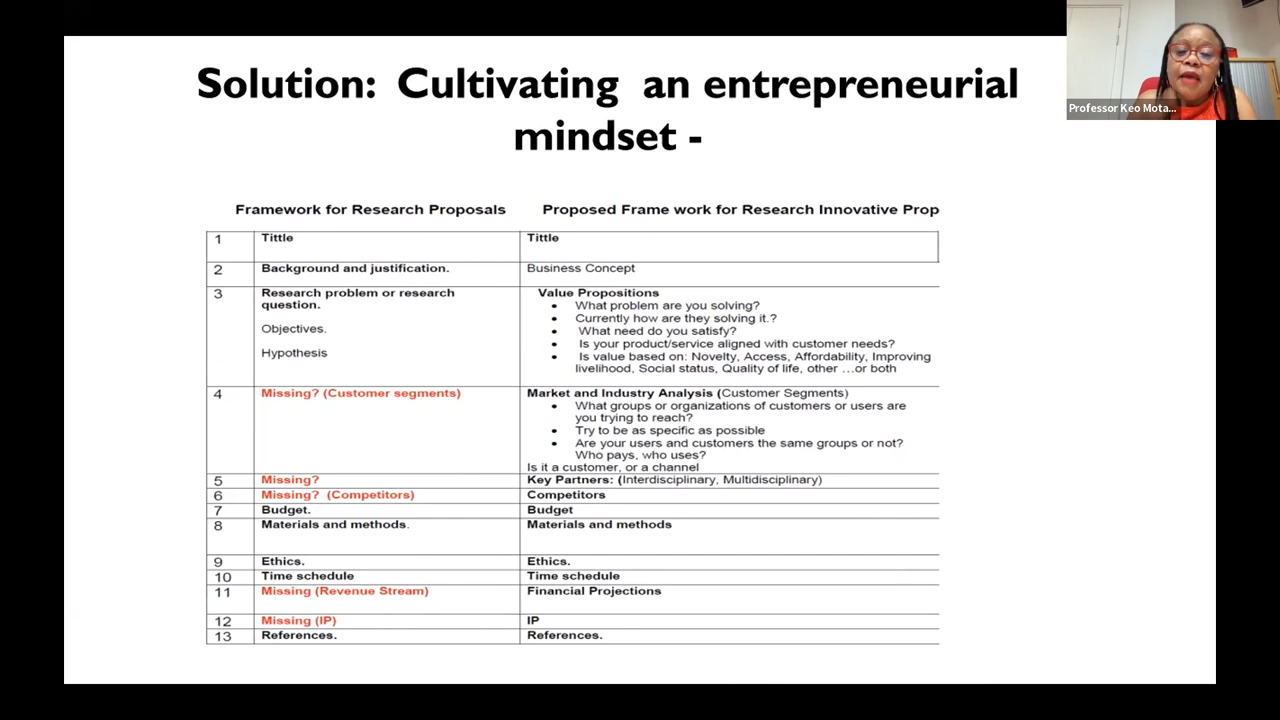 Solution: Cultivating an entrepreneurial
mindset -
Professor Keo Mota...
Framework for Research Proposals
Proposed Frame work for Research Innovative Prop
1 Tittle Tittle
2 Background and justification. Business Concept
3 Research problem or research question.
Objectives.
Hypothesis
Value Propositions
• What problem are you solving?
• Currently how are they solving it.?
• What need do you satisfy?
• Is your product/service aligned with customer needs?
• Is value based on: Novelty, Access, Affordability, Improving
livelihood, Social status, Quality of life, other ...or both
4 Missing? (Customer segments)
Market and Industry Analysis (Customer Segments)
• What groups or organizations of customers or users are
you trying to reach?
• Try to be as specific as possible
• Are your users and customers the same groups or not?
Who pays, who uses?
Is it a customer, or a channel
5 Missing? Key Partners: (Interdisciplinary, Multidisciplinary)
6 Missing? (Competitors) Competitors
7 Budget. Budget
8 Materials and methods. Materials and methods
9 Ethics. Ethics.
10 Time schedule Time schedule
11 Missing (Revenue Stream) Financial Projections
12 Missing (IP) IP
13 References. References.